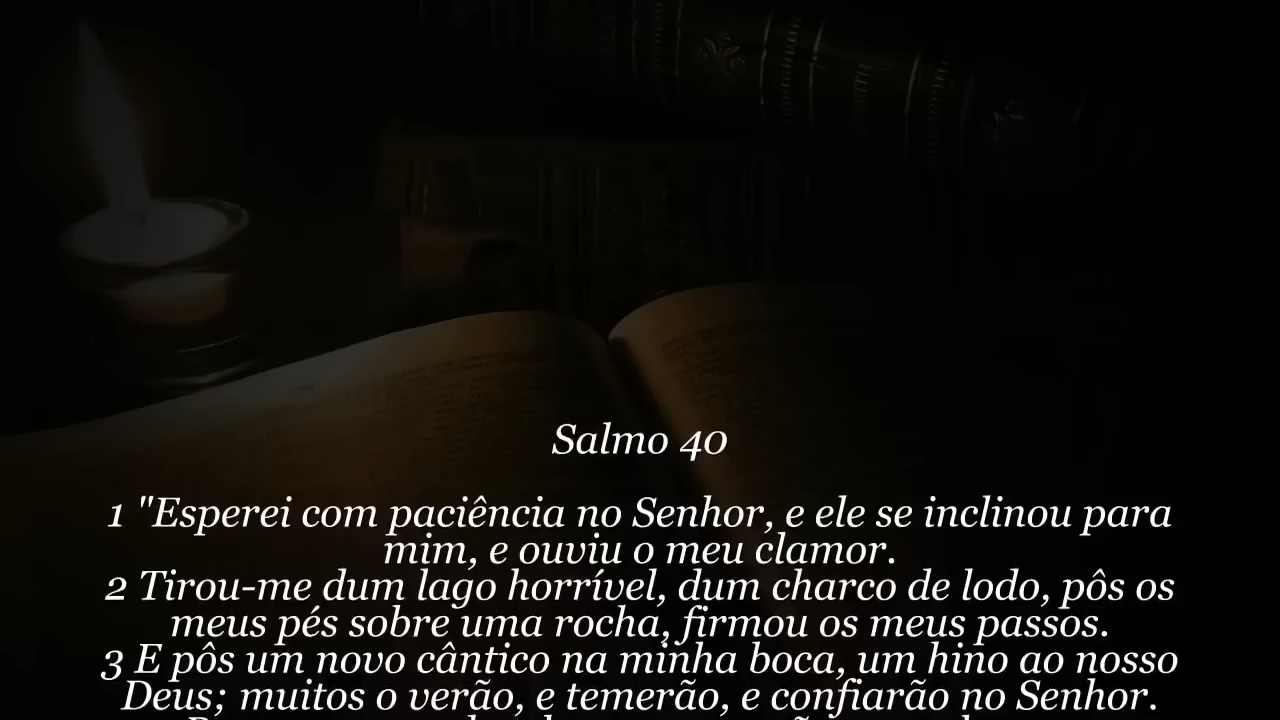 Salmo 40
1 "Esperei com paciência no Senhor, e ele se inclinou para
mim, e ouviu o meu clamor.
2 Tirou-me dum lago horrível, dum charco de lodo, pôs os
meus pés sobre uma rocha, firmou os meus passos.
3 E pôs um novo cântico na minha boca, um hino ao nosso
Deus; muitos o verão, e temerão, e confiarão no Senhor.